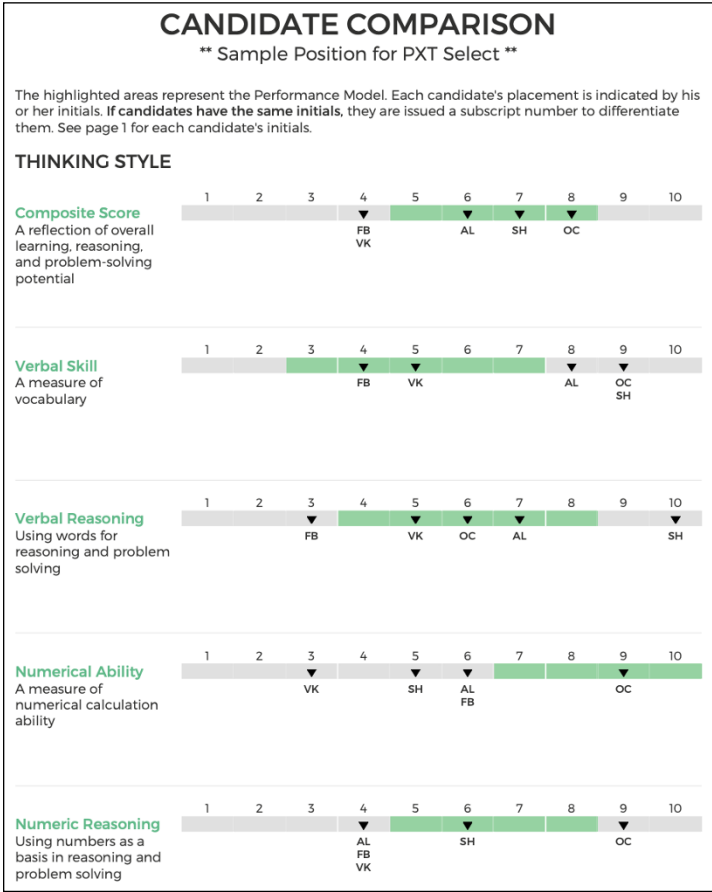 CANDIDATE COMPARISON
** Sample Position for PXT Select **
The highlighted areas represent the Performance Model. Each candidate's placement is indicated by his
or her initials. If candidates have the same initials, they are issued a subscript number to differentiate
them. See page 1 for each candidate's initials.
THINKING STYLE
1 2 3 4 5 6 7 8 9 10
Composite Score
A reflection of overall
learning, reasoning,
and problem-solving
potential
FB AL SH OC
VK
1 2 3 4 5 6 7 8 9 10
Verbal Skill
A measure of
vocabulary
FB VK AL OC
SH
1 2 3 4 5 6 7 8 9 10
Verbal Reasoning
Using words for
reasoning and problem
solving
FB VK OC AL SH
1 2 3 4 5 6 7 8 9 10
Numerical Ability
A measure of
numerical calculation
ability
VK SH AL OC
FB
1 2 3 4 5 6 7 8 9 10
Numeric Reasoning
Using numbers as a
basis in reasoning and
problem solving
AL SH OC
FB
VK